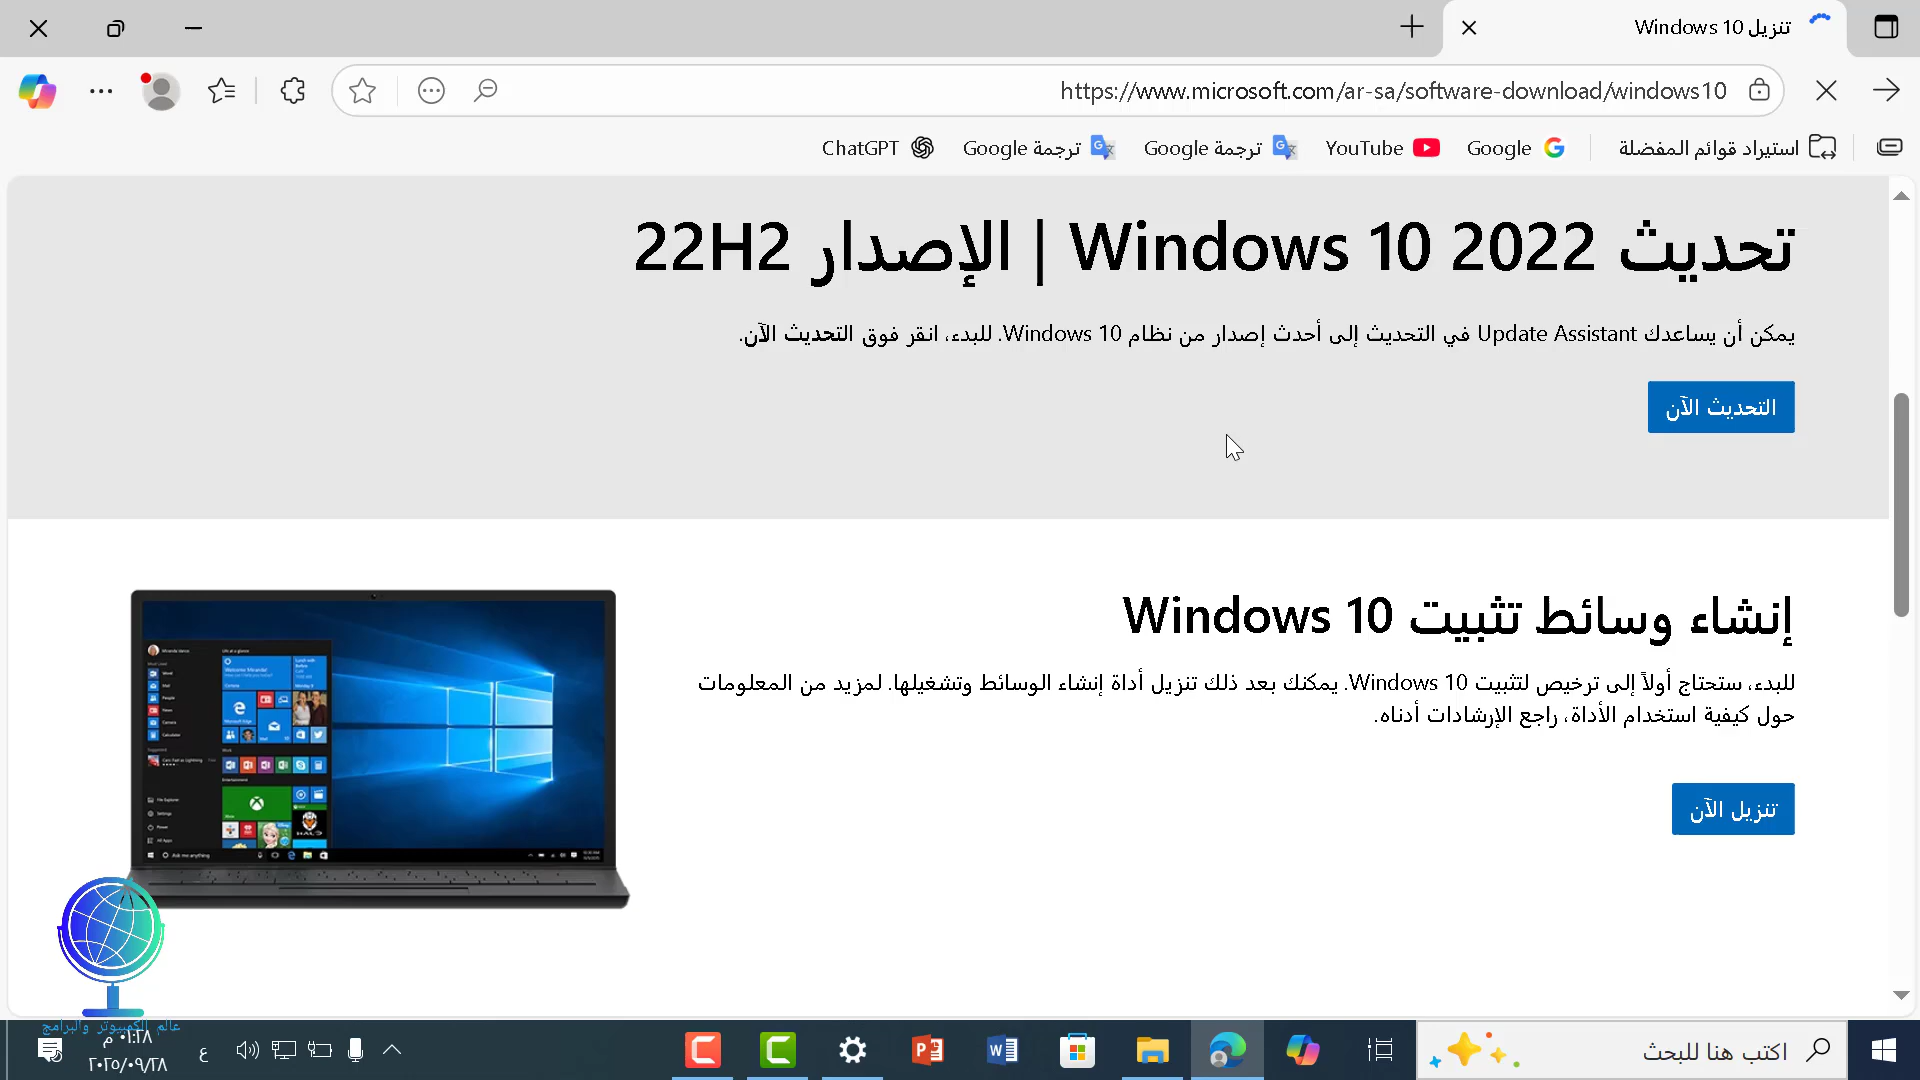 تنزيل Windows 10
https://www.microsoft.com/ar-sa/software-download/windows10
استيراد قوائم المفضلة
Google
YouTube
ترجمة Google
ترجمة Google
ChatGPT
تحديث Windows 10 2022 | الإصدار 22H2
يمكن أن يساعدك Update Assistant في التحديث إلى أحدث إصدار من نظام Windows 10. للبدء، انقر فوق التحديث الآن.
التحديث الآن
إنشاء وسائط تثبيت Windows 10
للبدء، ستحتاج أولاً إلى ترخيص لتثبيت Windows 10. يمكنك بعد ذلك تنزيل أداة إنشاء الوسائط وتشغيلها. لمزيد من المعلومات
حول كيفية استخدام الأداة، راجع الإرشادات أدناه.
تنزيل الآن
عالم الكمبيوتر والبرامج
اكتب هنا للبحث
ع
٠١:٢٨ م
٢٠٢٥/٠٩/٢٨